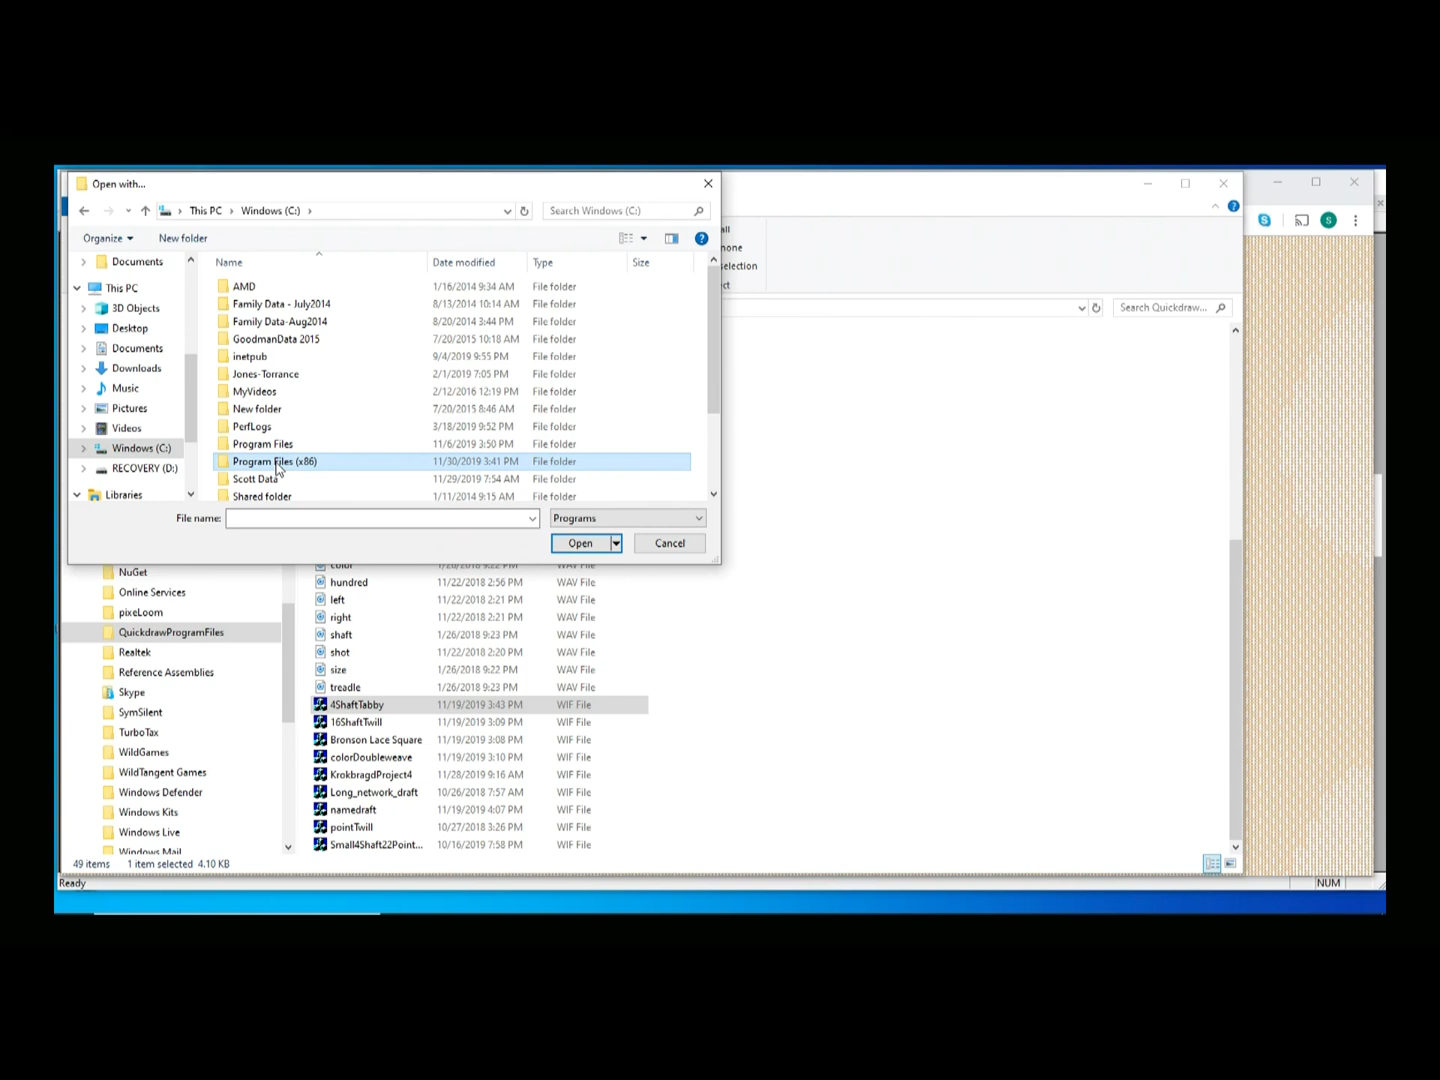 Open with...
This PC
Windows (C:)
Search Windows (C:)
Organize
New folder
Name
Date modified
Type
Size
Documents
This PC
3D Objects
Desktop
Documents
Downloads
Music
Pictures
Videos
Windows (C:)
RECOVERY (D:)
Libraries
AMD 1/16/2014 9:34 AM File folder
Family Data - July2014 8/13/2014 10:14 AM File folder
Family Data-Aug2014 8/20/2014 3:44 PM File folder
GoodmanData 2015 7/20/2015 10:18 AM File folder
inetpub 9/4/2019 9:55 PM File folder
Jones-Torrance 2/1/2019 7:05 PM File folder
MyVideos 2/12/2016 12:19 PM File folder
New folder 7/20/2015 8:46 AM File folder
PerfLogs 3/18/2019 9:52 PM File folder
Program Files 11/6/2019 3:50 PM File folder
Program Files (x86) 11/30/2019 3:41 PM File folder
Scott Data 11/29/2019 7:54 AM File folder
Shared folder 1/11/2014 9:15 AM File folder
File name:
Programs
Open
Cancel
Search Quickdraw...
S
NuGet
Online Services
pixeLoom
QuickdrawProgramFiles
Realtek
Reference Assemblies
Skype
SymSilent
TurboTax
WildGames
WildTangent Games
Windows Defender
Windows Kits
Windows Live
Windows Mail
hundred 11/22/2018 2:56 PM WAV File
left 11/22/2018 2:21 PM WAV File
right 11/22/2018 2:21 PM WAV File
shaft 1/26/2018 9:23 PM WAV File
shot 11/22/2018 2:20 PM WAV File
size 1/26/2018 9:22 PM WAV File
treadle 1/26/2018 9:23 PM WAV File
4ShaftTabby 11/19/2019 3:43 PM WIF File
16ShaftTwill 11/19/2019 3:09 PM WIF File
Bronson Lace Square 11/19/2019 3:08 PM WIF File
colorDoubleweave 11/19/2019 3:10 PM WIF File
KrokbragdProject4 11/28/2019 9:16 AM WIF File
Long_network_draft 10/26/2018 7:57 AM WIF File
namedraft 11/19/2019 4:07 PM WIF File
pointTwill 10/27/2018 3:26 PM WIF File
Small4Shaft22Point... 10/16/2019 7:58 PM WIF File
49 items 1 item selected 4.10 KB
Ready
NUM